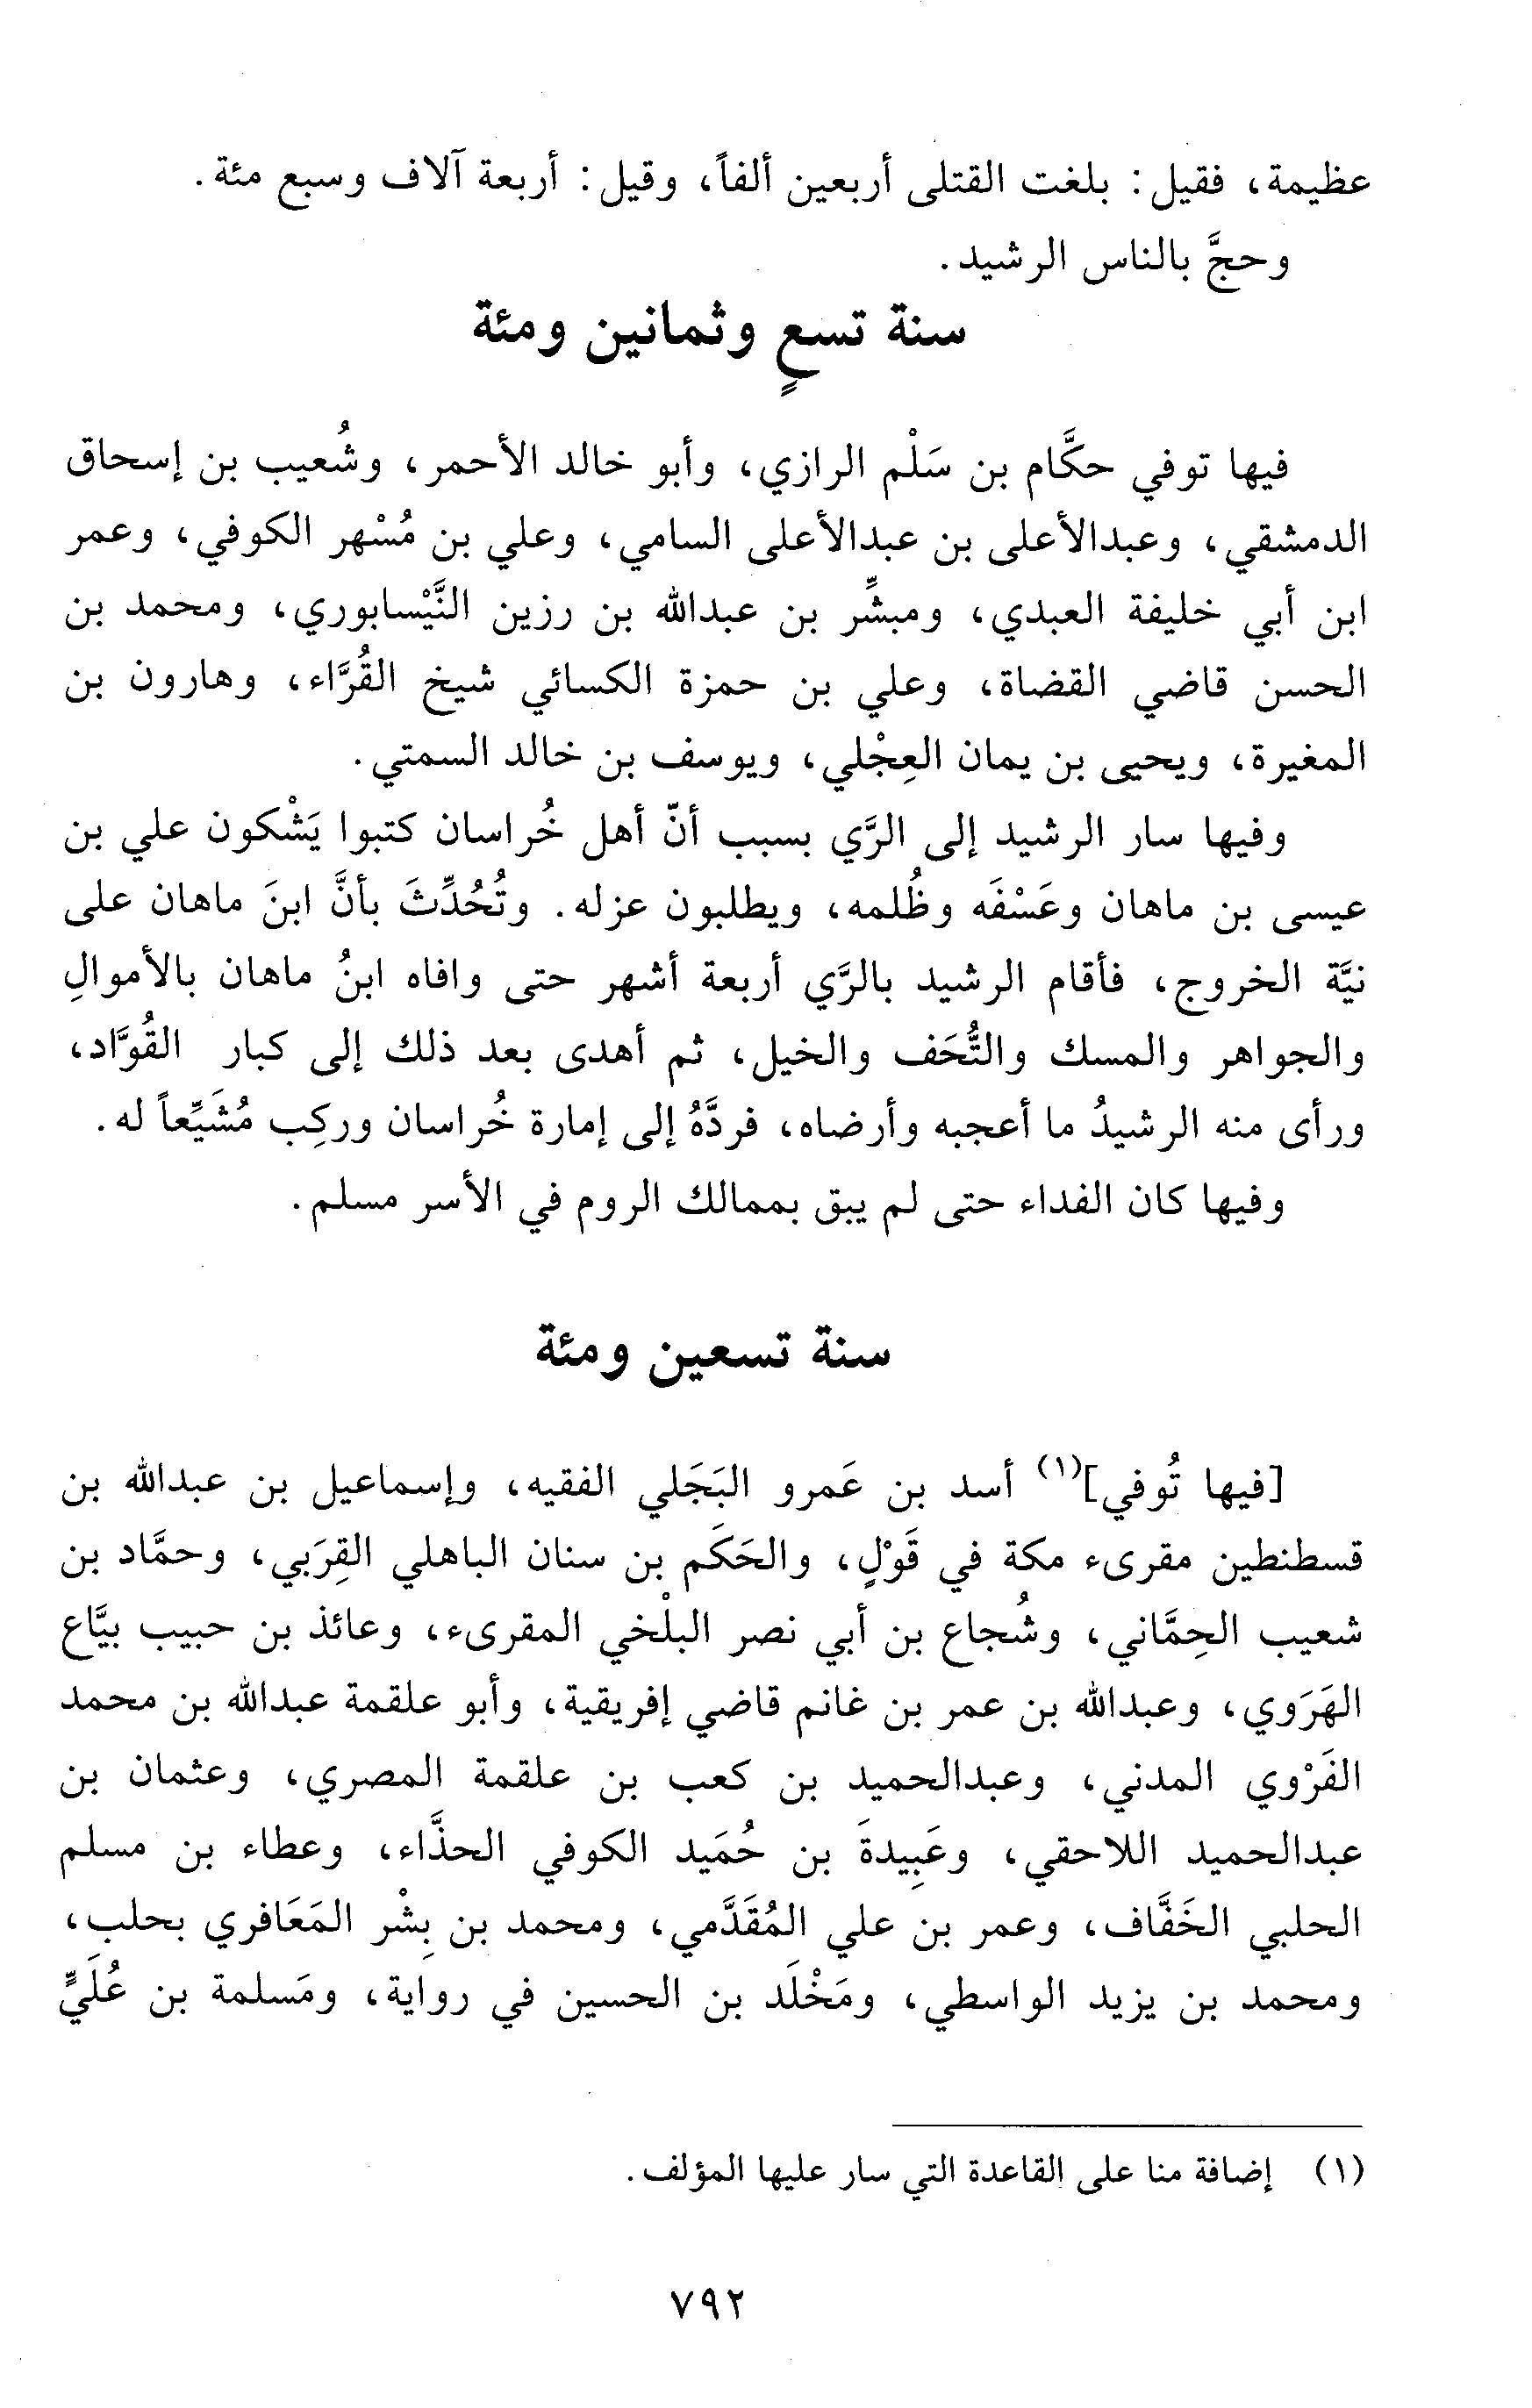 عظيمة، فقيل: بلغت القتلى أربعين ألفاً، وقيل: أربعة آلاف وسبع مئة.
وحجَّ بالناس الرشيد.
سنة تسعٍ وثمانين ومئة
فيها توفي حكَّام بن سَلْم الرازي، وأبو خالد الأحمر، وشُعيب بن إسحاق
الدمشقي، وعبدالأعلى بن عبدالأعلى السامي، وعلي بن مُسْهر الكوفي، وعمر
ابن أبي خليفة العبدي، ومبشِّر بن عبدالله بن رزين النَّيْسابوري، ومحمد بن
الحسن قاضي القضاة، وعلي بن حمزة الكسائي شيخ القُرَّاء، وهارون بن
المغيرة، ويحيى بن يمان العِجْلي، ويوسف بن خالد السمتي.
وفيها سار الرشيد إلى الرَّي بسبب أنّ أهل خُراسان كتبوا يَشْكون علي بن
عيسى بن ماهان وعَسْفَه وظُلمه، ويطلبون عزله. وتُحُدِّثَ بأنَّ ابنَ ماهان على
نيَّة الخروج، فأقام الرشيد بالرَّي أربعة أشهر حتى وافاه ابنُ ماهان بالأموالِ
والجواهر والمسك والتُّحَف والخيل، ثم أهدى بعد ذلك إلى كبار القُوَّاد،
ورأى منه الرشيدُ ما أعجبه وأرضاه، فردَّهُ إلى إمارة خُراسان وركِب مُشَيِّعاً له.
وفيها كان الفداء حتى لم يبق بممالك الروم في الأسر مسلم.
سنة تسعين ومئة
[فيها تُوفي](١) أسد بن عَمرو البَجَلي الفقيه، وإسماعيل بن عبدالله بن
قسطنطين مقرىء مكة في قَوْلٍ، والحَكَم بن سنان الباهلي القِرَبي، وحمَّاد بن
شعيب الحِمَّاني، وشُجاع بن أبي نصر البلْخي المقرىء، وعائذ بن حبيب بيَّاع
الهَرَوي، وعبدالله بن عمر بن غانم قاضي إفريقية، وأبو علقمة عبدالله بن محمد
الفَرْوي المدني، وعبدالحميد بن كعب بن علقمة المصري، وعثمان بن
عبدالحميد اللاحقي، وعَبِيدةَ بن حُمَيد الكوفي الحذَّاء، وعطاء بن مسلم
الحلبي الخَفَّاف، وعمر بن علي المُقَدَّمي، ومحمد بن بِشْر المَعَافري بحلب،
ومحمد بن يزيد الواسطي، ومَخْلَد بن الحسين في رواية، ومَسلمة بن عُلَيٍّ
(١) إضافة منا على القاعدة التي سار عليها المؤلف.
٧٩٢